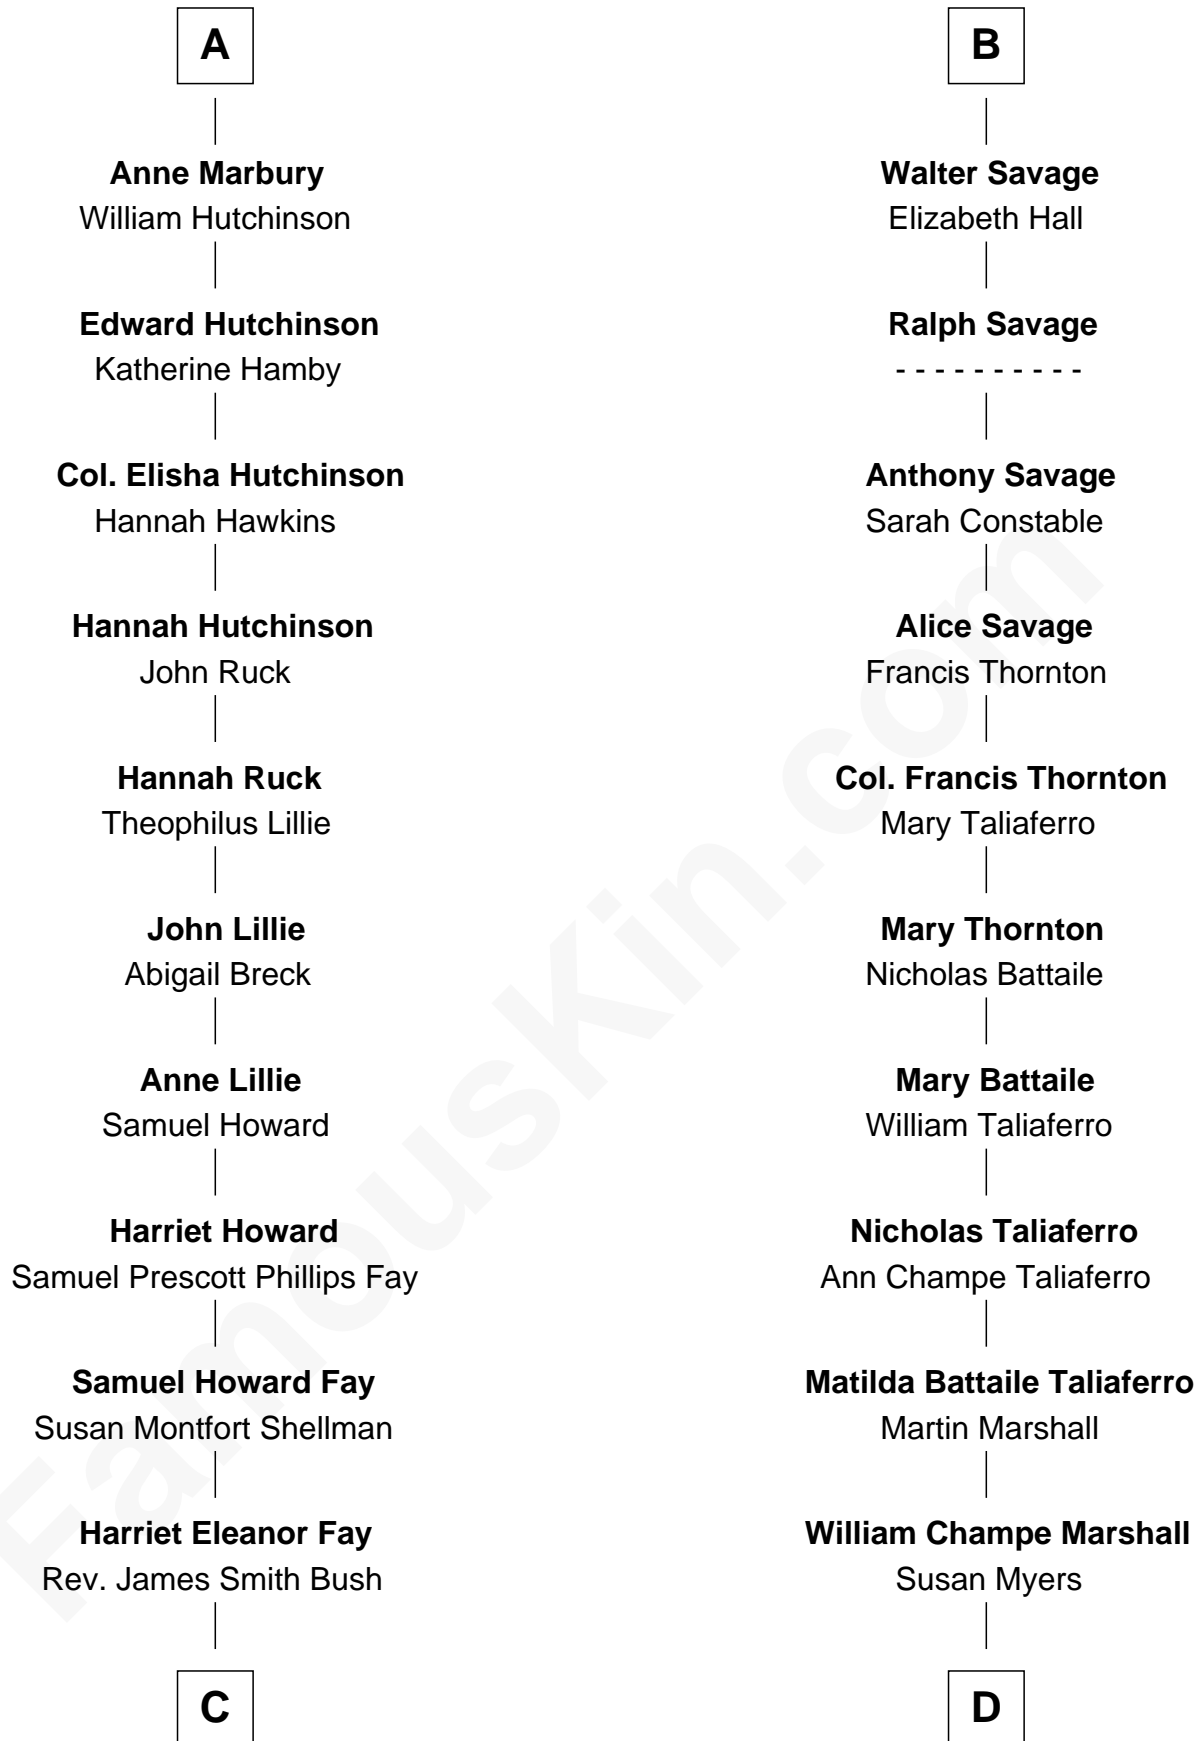 A
Anne Marbury
William Hutchinson
Edward Hutchinson
Katherine Hamby
Col. Elisha Hutchinson
Hannah Hawkins
Hannah Hutchinson
John Ruck
Hannah Ruck
Theophilus Lillie
John Lillie
Abigail Breck
Anne Lillie
Samuel Howard
Harriet Howard
Samuel Prescott Phillips Fay
Samuel Howard Fay
Susan Montfort Shellman
Harriet Eleanor Fay
Rev. James Smith Bush
C
B
Walter Savage
Elizabeth Hall
Ralph Savage
- - - - - - - - - -
Anthony Savage
Sarah Constable
Alice Savage
Francis Thornton
Col. Francis Thornton
Mary Taliaferro
Mary Thornton
Nicholas Battaile
Mary Battaile
William Taliaferro
Nicholas Taliaferro
Ann Champe Taliaferro
Matilda Battaile Taliaferro
Martin Marshall
William Champe Marshall
Susan Myers
D
FamousKin.com